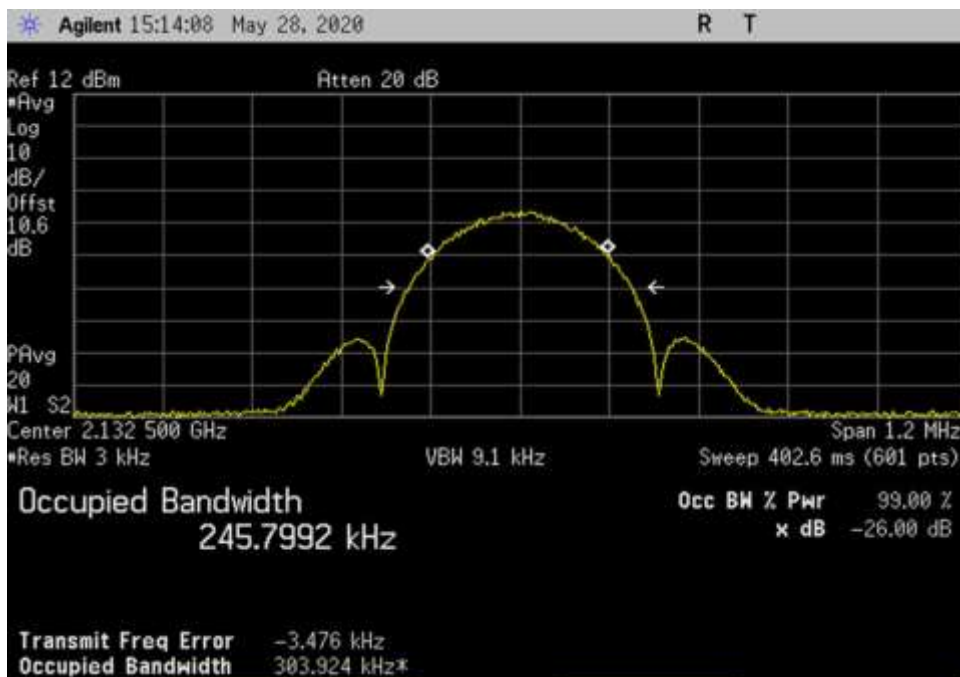 Agilent 15:14:08 May 28, 2020 R T
Ref 12 dBm Atten 20 dB
*Avg
Log
10
dB/
Offst
10.6
dB
PAvg
20
W1 S2
Center 2.132 500 GHz Span 1.2 MHz
*Res BW 3 kHz VBW 9.1 kHz Sweep 402.6 ms (601 pts)
Occupied Bandwidth Occ BW % Pwr 99.00 %
245.7992 kHz x dB -26.00 dB
Transmit Freq Error -3.476 kHz
Occupied Bandwidth 303.924 kHz*